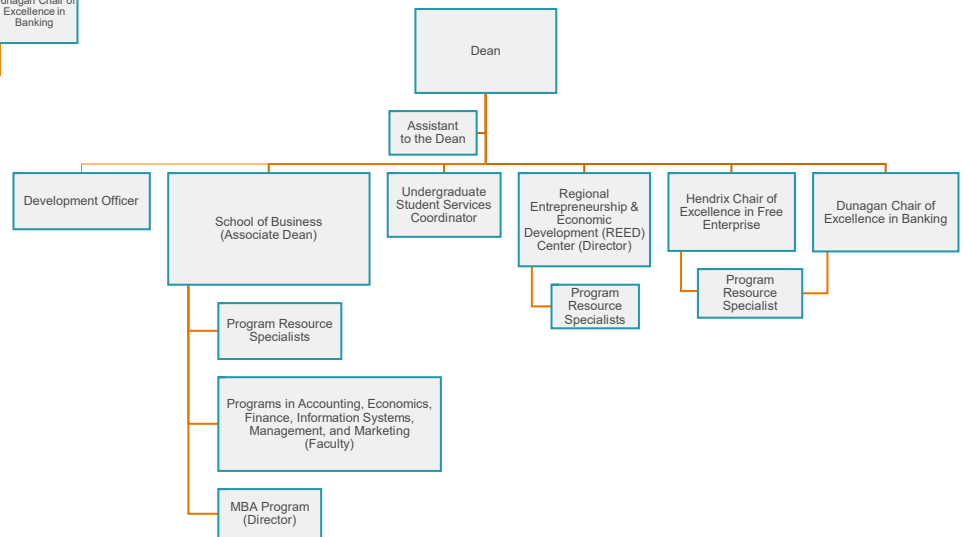 Dunagan Chair of
Excellence in
Banking
Dean
Assistant
to the Dean
Development Officer
School of Business
(Associate Dean)
Undergraduate
Student Services
Coordinator
Regional
Entrepreneurship &
Economic
Development (REED)
Center (Director)
Hendrix Chair of
Excellence in Free
Enterprise
Dunagan Chair of
Excellence in Banking
Program Resource
Specialists
Program
Resource
Specialists
Program
Resource
Specialist
Programs in Accounting, Economics,
Finance, Information Systems,
Management, and Marketing
(Faculty)
MBA Program
(Director)